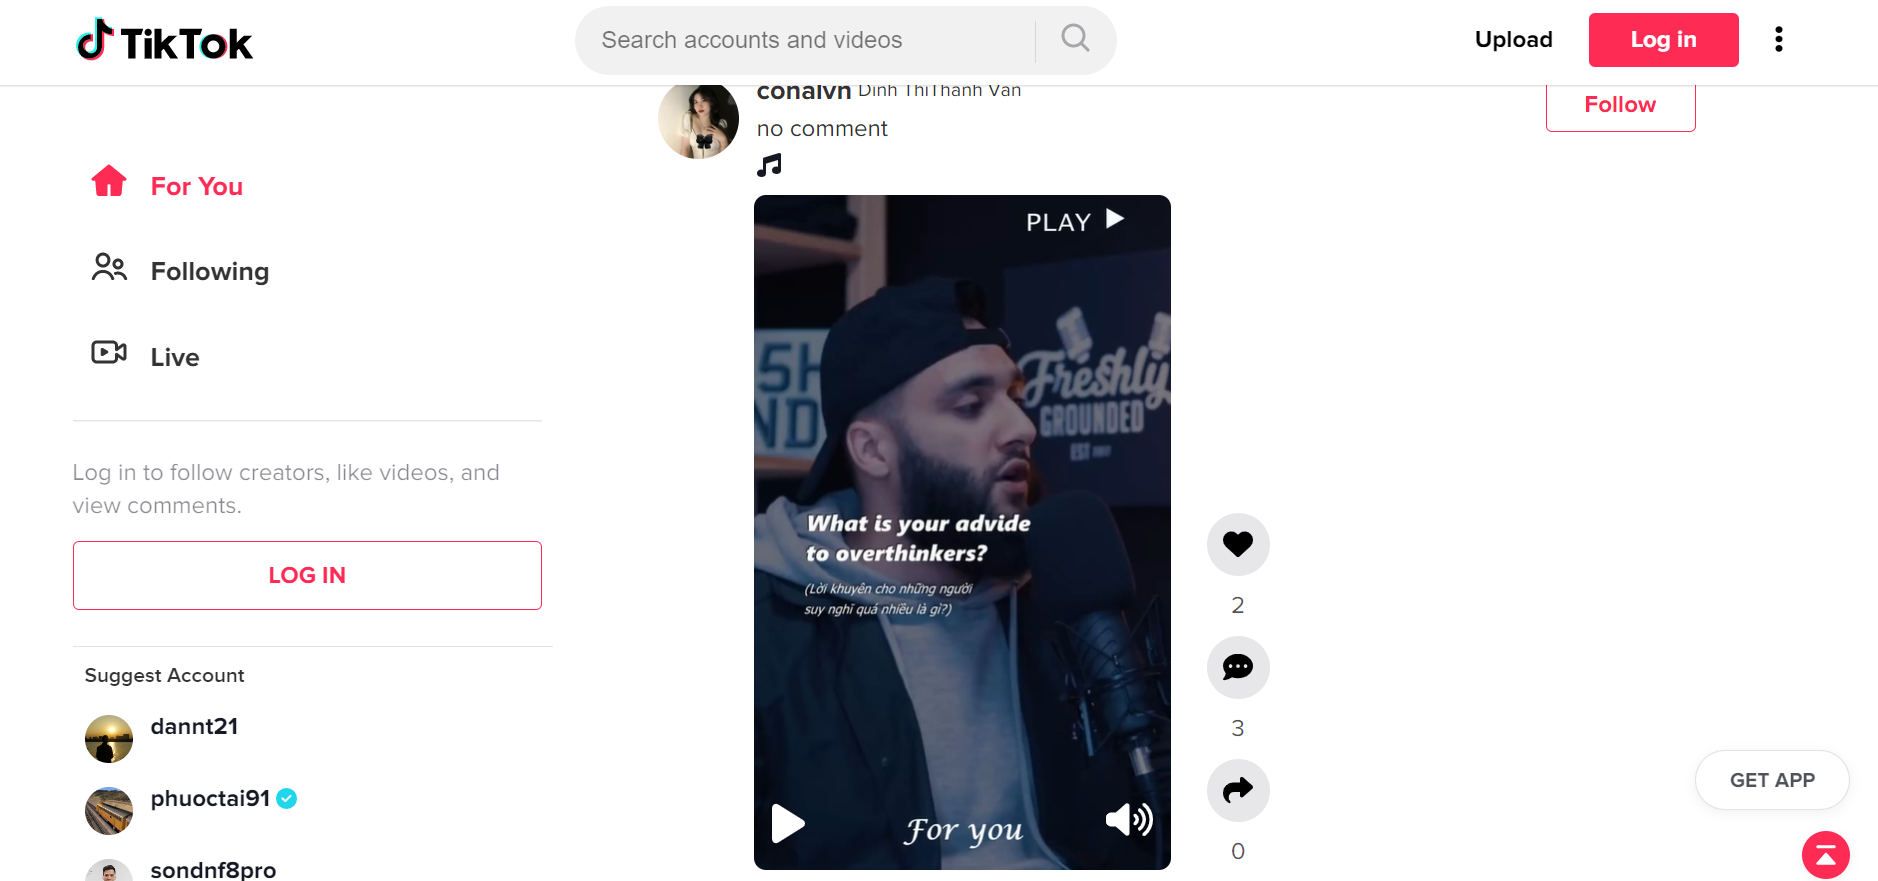 TikTok
Search accounts and videos
Upload
Log in
conalvn Dinh ThiThanh Van
no comment
Follow
For You
Following
Live
Log in to follow creators, like videos, and
view comments.
LOG IN
Suggest Account
dannt21
phuoctai91
sondnf8pro
PLAY
5H
ND
Freshly
GROUNDED
EST
What is your advide
to overthinkers?
(Lời khuyên cho những người
suy nghĩ quá nhiều là gì?)
For you
2
3
0
GET APP